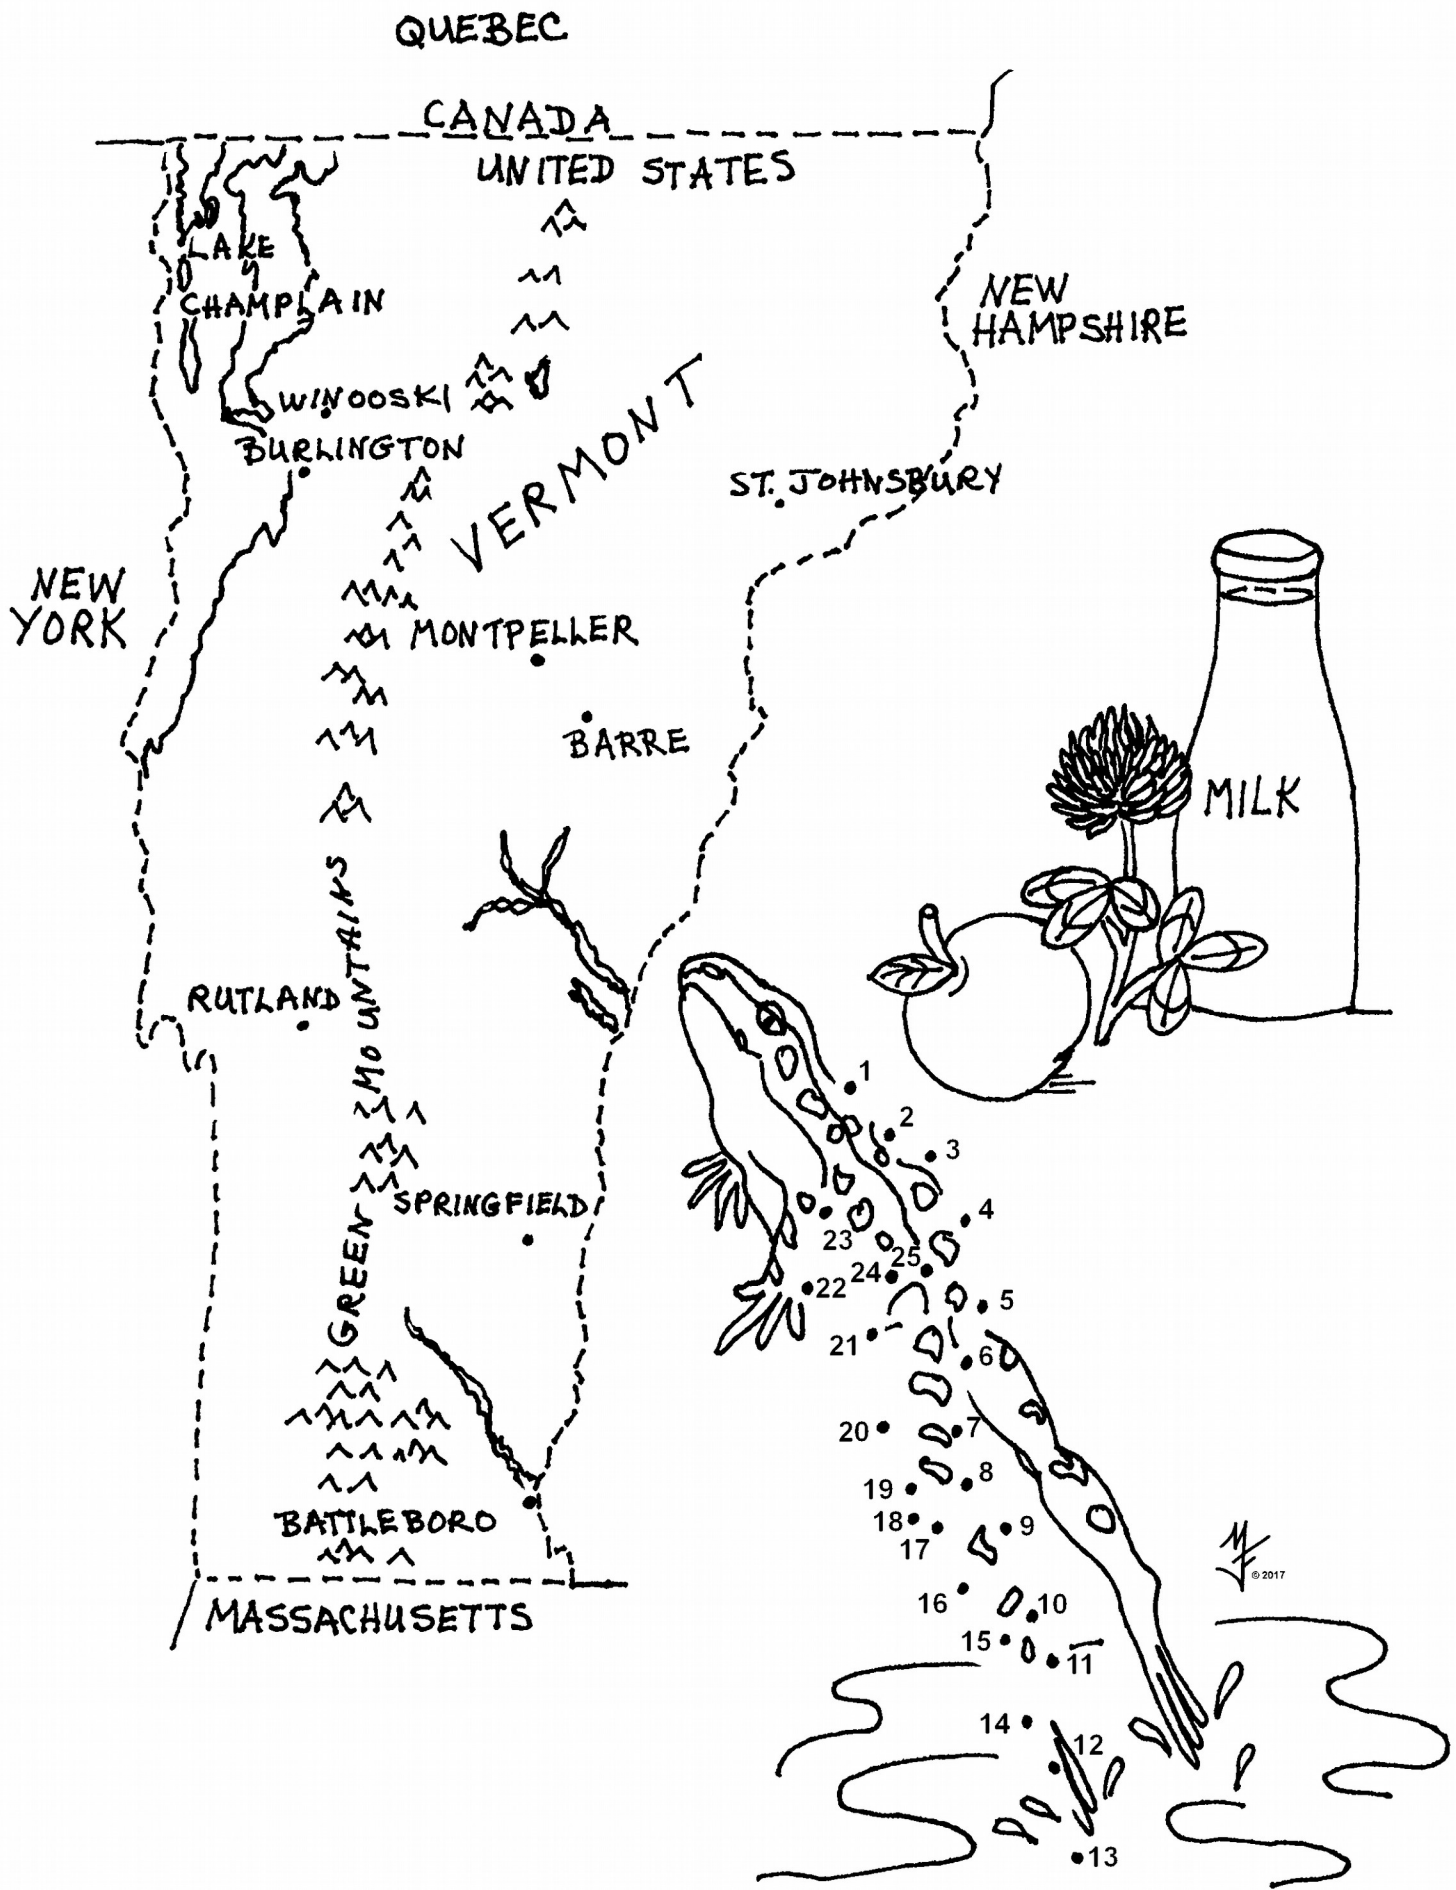 QUEBEC
CANADA
UNITED STATES
LAKE
CHAMPLAIN
NEW
HAMPSHIRE
WINOOSKI
BURLINGTON
VERMONT
ST. JOHNSBURY
NEW
YORK
MONTPELLER
BARRE
MILK
GREEN MOUNTAINS
RUTLAND
SPRINGFIELD
BATTLEBORO
MASSACHUSETTS
1
2
3
4
5
6
7
8
9
10
11
12
13
14
15
16
17
18
19
20
21
22
23
24
25
© 2017